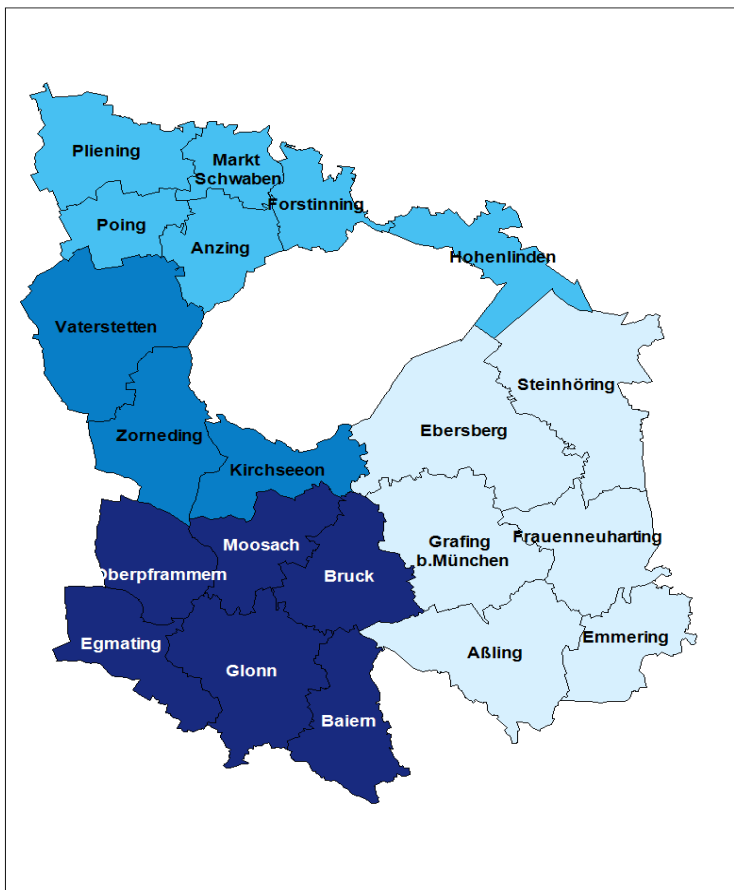 Pliening
Markt
Schwaben
Forstinning
Poing
Anzing
Hohenlinden
Vaterstetten
Steinhöring
Zorneding
Ebersberg
Kirchseeon
Grafing
b.München
Frauenneuharting
Moosach
Oberpframmern
Bruck
Egmating
Emmering
Aßling
Glonn
Baiern